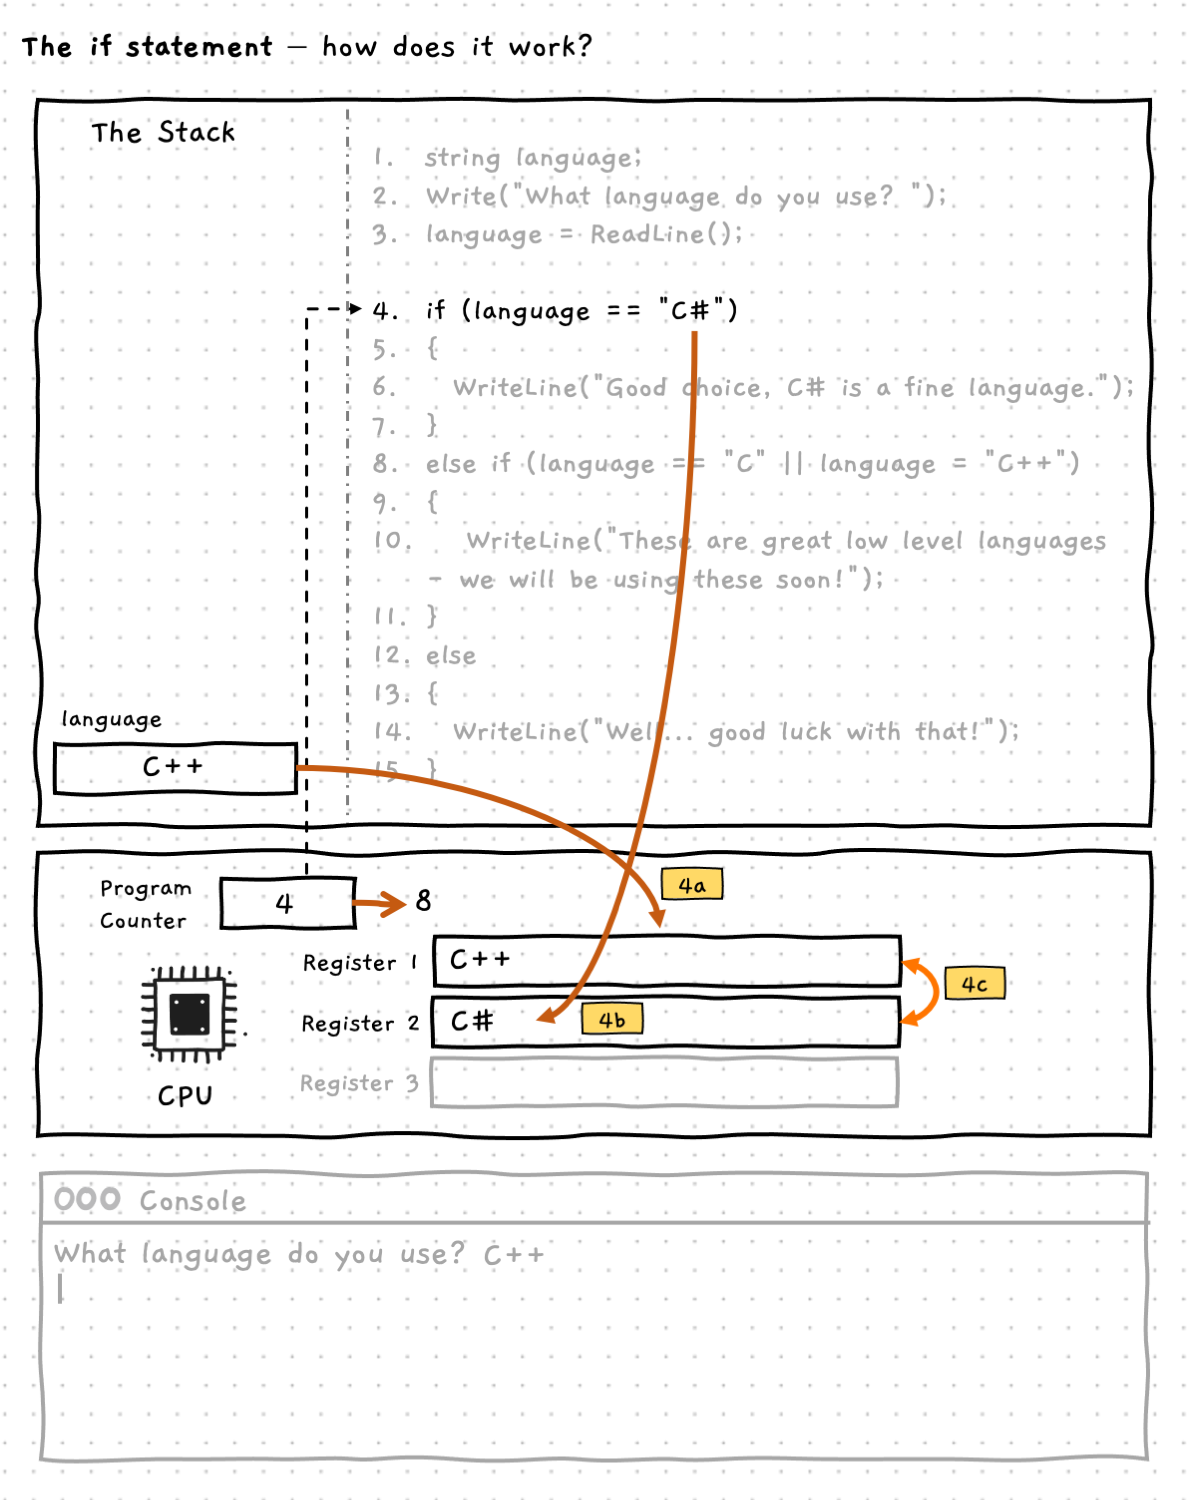 The if statement – how does it work?
The Stack
1. string language;
2. Write("What language do you use? ");
3. language = ReadLine();
4. if (language == "C#")
5. {
6. WriteLine("Good choice, C# is a fine language.");
7. }
8. else if (language == "C" || language = "C++")
9. {
10. WriteLine("These are great low level languages
- we will be using these soon!");
11. }
12. else
13. {
14. WriteLine("Well... good luck with that!");
15. }
language
C++
Program
Counter
4
8
4a
Register 1
C++
4c
Register 2
C#
4b
Register 3
CPU
Console
What language do you use? C++